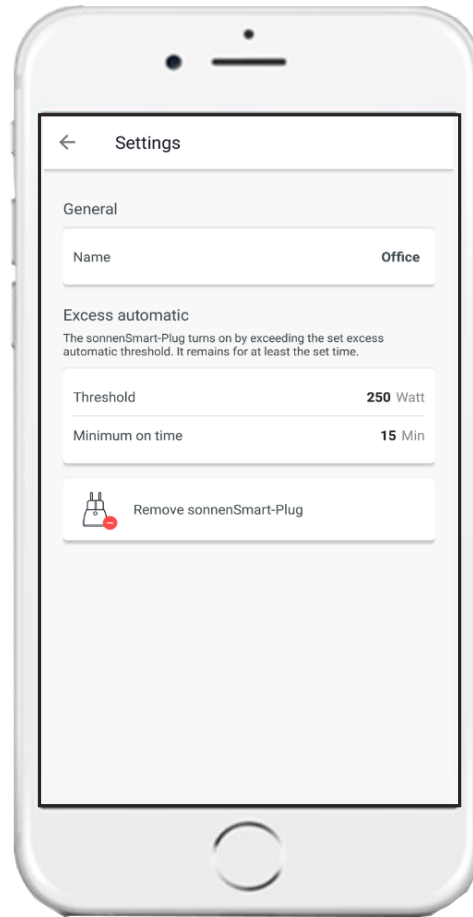 Settings
General
Name Office
Excess automatic
The sonnenSmart-Plug turns on by exceeding the set excess
automatic threshold. It remains for at least the set time.
Threshold 250 Watt
Minimum on time 15 Min
Remove sonnenSmart-Plug